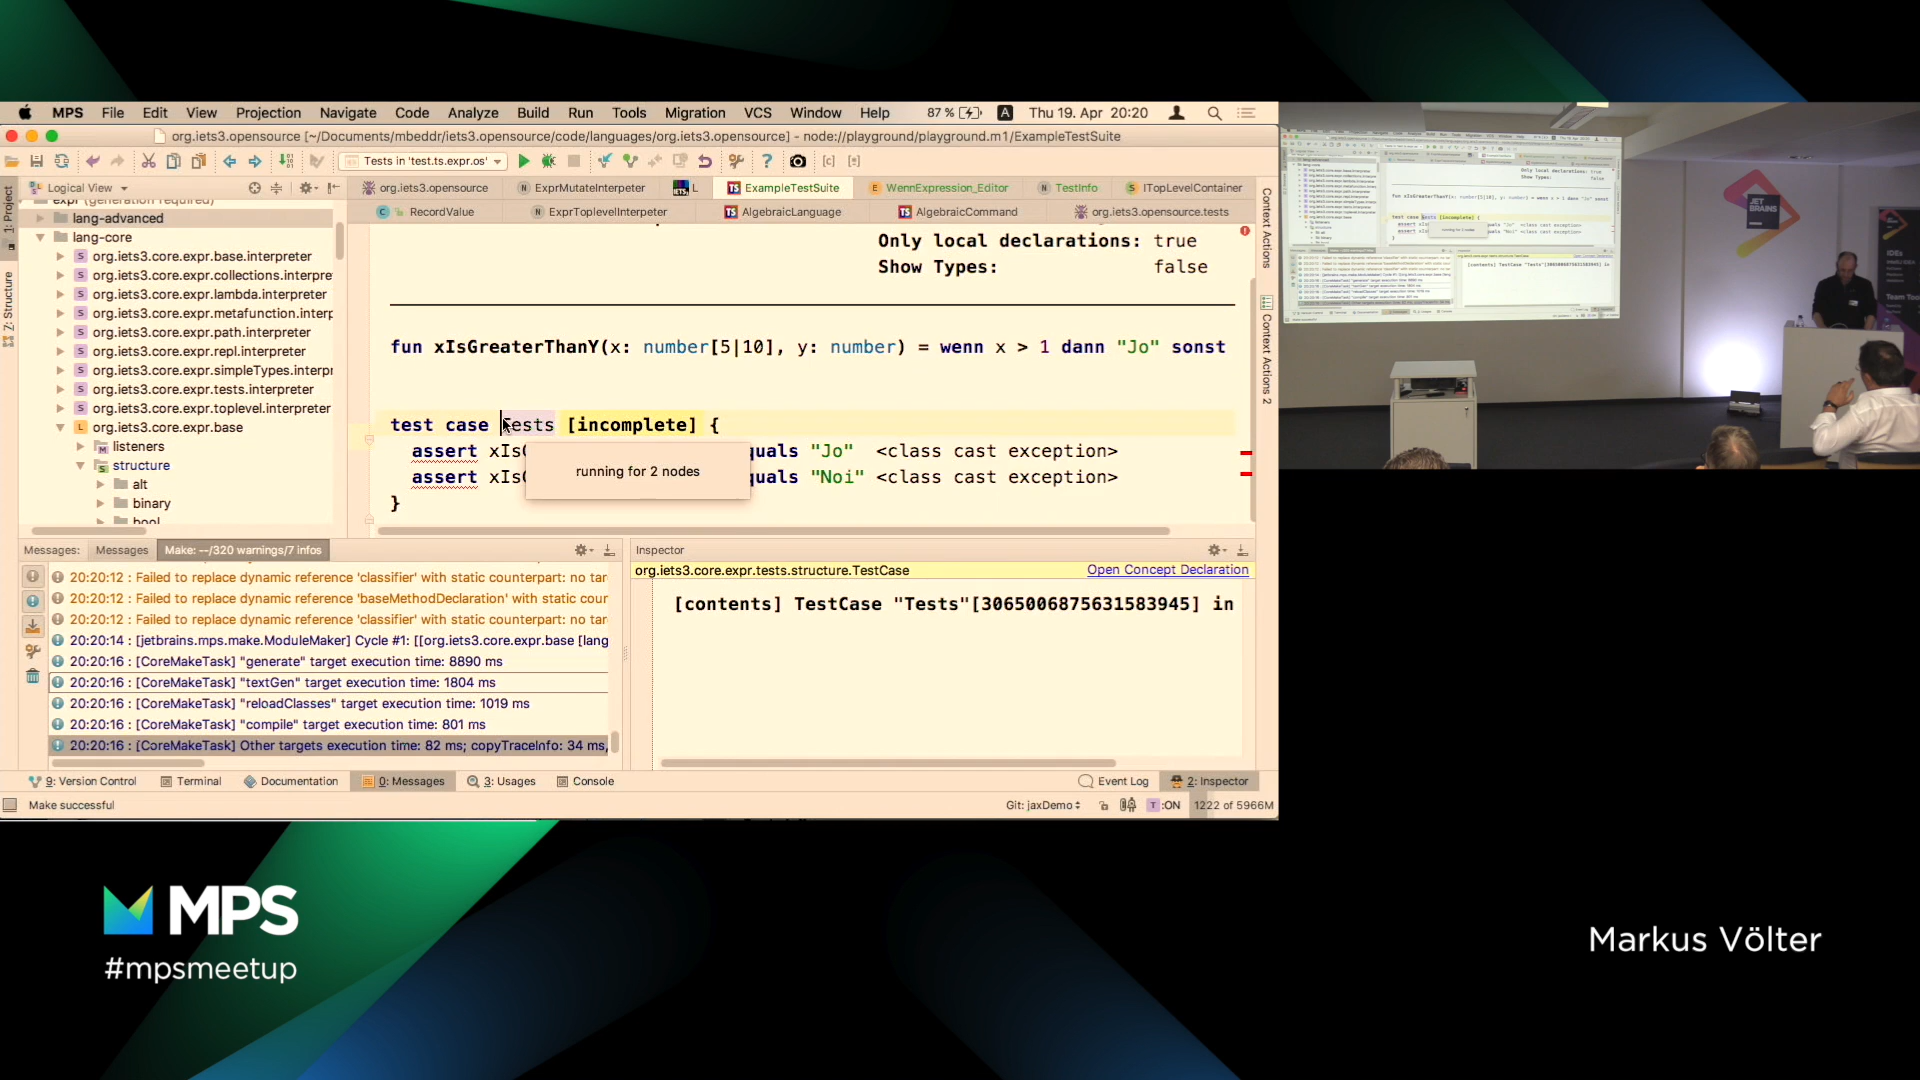 MPS File Edit View Projection Navigate Code Analyze Build Run Tools Migration VCS Window Help 87 % A Thu 19. Apr 20:20
org.iets3.opensource [~/Documents/mbeddr/iets3.opensource/code/languages/org.iets3.opensource] - node://playground/playground.m1/ExampleTestSuite
Tests in 'test.ts.expr.os'
Logical View
org.iets3.opensource
ExprMutateInterpeter
L
ExampleTestSuite
WennExpression_Editor
TestInfo
ITopLevelContainer
RecordValue
ExprToplevelInterpeter
AlgebraicLanguage
AlgebraicCommand
org.iets3.opensource.tests
1: Project
Z: Structure
lang-advanced
lang-core
org.iets3.core.expr.base.interpreter
org.iets3.core.expr.collections.interpre
org.iets3.core.expr.lambda.interpreter
org.iets3.core.expr.metafunction.interp
org.iets3.core.expr.path.interpreter
org.iets3.core.expr.repl.interpreter
org.iets3.core.expr.simpleTypes.interpr
org.iets3.core.expr.tests.interpreter
org.iets3.core.expr.toplevel.interpreter
org.iets3.core.expr.base
listeners
structure
alt
binary
bool
Only local declarations: true
Show Types: false
fun xIsGreaterThanY(x: number[5|10], y: number) = wenn x > 1 dann "Jo" sonst
test case Tests [incomplete] {
assert xIs quals "Jo" <class cast exception>
assert xIs quals "Noi" <class cast exception>
}
running for 2 nodes
Context Actions
Context Actions 2
Messages: Messages Make: --/320 warnings/7 infos
20:20:12 : Failed to replace dynamic reference 'classifier' with static counterpart: no tar
20:20:12 : Failed to replace dynamic reference 'baseMethodDeclaration' with static cour
20:20:12 : Failed to replace dynamic reference 'classifier' with static counterpart: no tar
20:20:14 : [jetbrains.mps.make.ModuleMaker] Cycle #1: [[org.iets3.core.expr.base [lang
20:20:16 : [CoreMakeTask] "generate" target execution time: 8890 ms
20:20:16 : [CoreMakeTask] "textGen" target execution time: 1804 ms
20:20:16 : [CoreMakeTask] "reloadClasses" target execution time: 1019 ms
20:20:16 : [CoreMakeTask] "compile" target execution time: 801 ms
20:20:16 : [CoreMakeTask] Other targets execution time: 82 ms; copyTraceInfo: 34 ms,
Inspector
org.iets3.core.expr.tests.structure.TestCase
Open Concept Declaration
[contents] TestCase "Tests"[3065006875631583945] in
9: Version Control Terminal Documentation 0: Messages 3: Usages Console Event Log 2: Inspector
Make successful
Git: jaxDemo T :ON 1222 of 5966M
JET
BRAINS
MPS
#mpsmeetup
Markus Völter